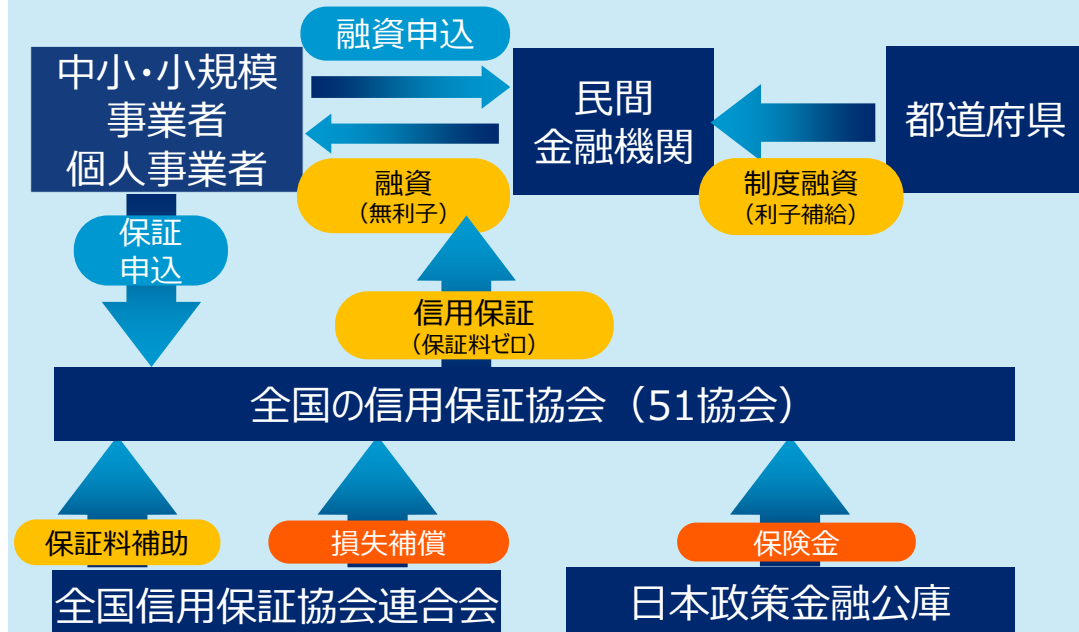 融資申込
中小・小規模
事業者
個人事業者
民間
金融機関
都道府県
融資
（無利子）
制度融資
（利子補給）
保証
申込
信用保証
（保証料ｾﾞﾛ）
全国の信用保証協会（51協会）
保証料補助
損失補償
保険金
全国信用保証協会連合会
日本政策金融公庫